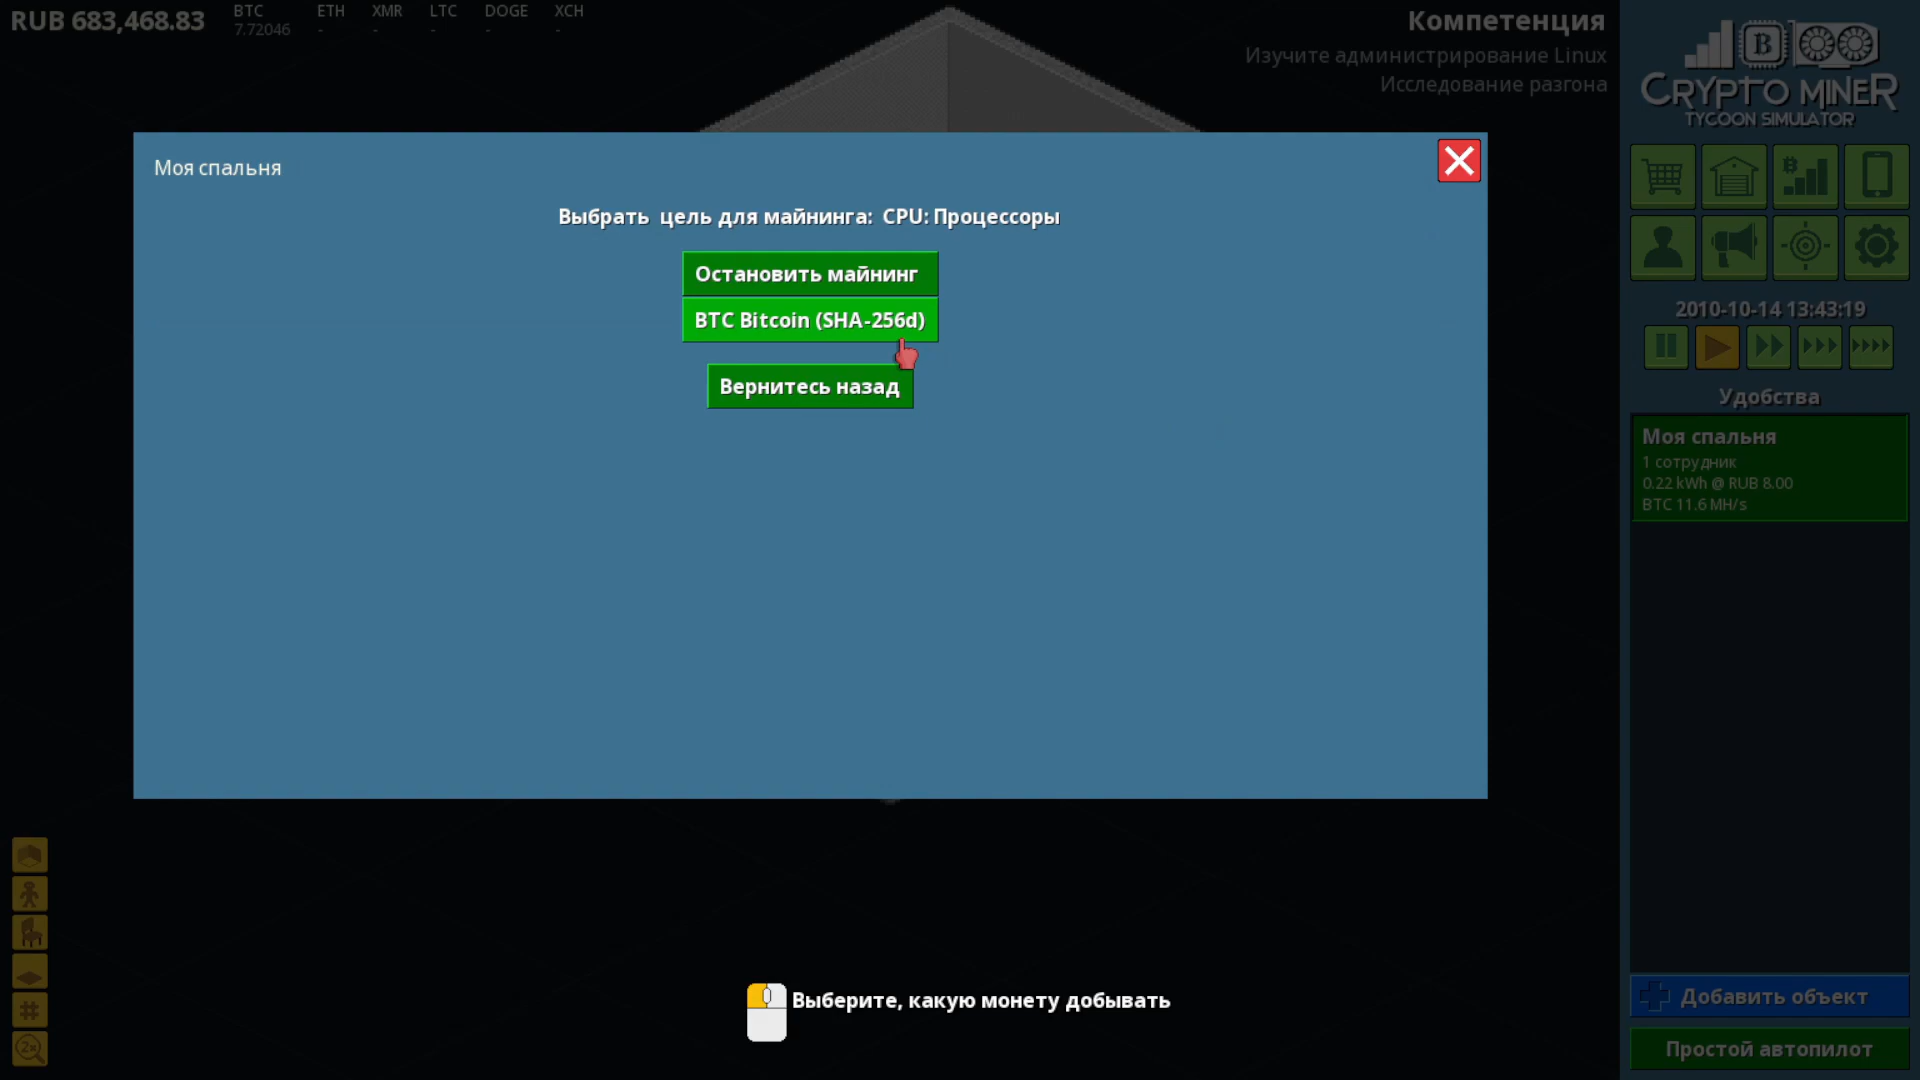 RUB 683,468.83
BTC ETH XMR LTC DOGE XCH
7.72046 - - - - -
Компетенция
Изучите администрирование Linux
Исследование разгона
CRYPTO MINER
TYCOON SIMULATOR
Моя спальня
Выбрать цель для майнинга: CPU: Процессоры
Остановить майнинг
BTC Bitcoin (SHA-256d)
Вернитесь назад
2010-10-14 13:43:19
Удобства
Моя спальня
1 сотрудник
0.22 kWh @ RUB 8.00
BTC 11.6 MH/s
2x
Выберите, какую монету добывать
Добавить объект
Простой автопилот